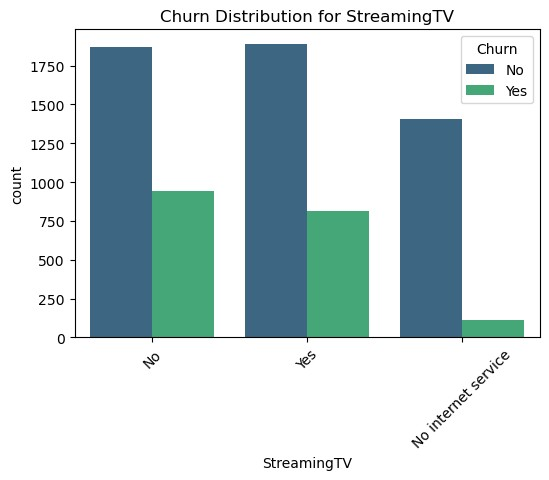 Churn Distribution for StreamingTV
Churn
No
Yes
count
1750
1500
1250
1000
750
500
250
0
No
Yes
No internet service
StreamingTV